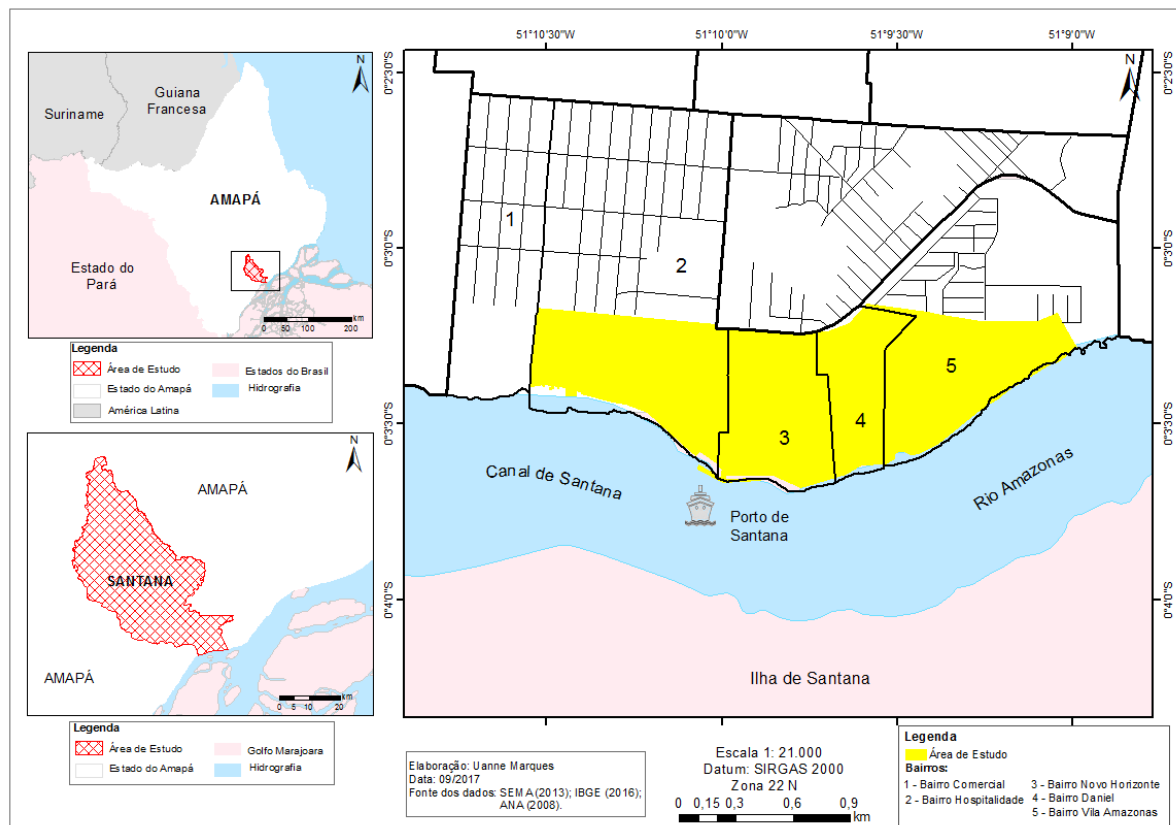 N
Suriname
Guiana
Francesa
AMAPÁ
Estado do
Pará
0 50 100 200
km
Legenda
Área de Estudo
Estado do Amapá
América Latina
Estados do Brasil
Hidrografia
N
AMAPÁ
SANTANA
AMAPÁ
0 5 10 20
km
Legenda
Área de Estudo
Estado do Amapá
Golfo Marajoara
Hidrografia
51°10'30"W 51°10'0"W 51°9'30"W 51°9'0"W
0°2'30"S 0°2'30"S
0°3'0"S 0°3'0"S
0°3'30"S 0°3'30"S
0°4'0"S 0°4'0"S
N
1
2
3
4
5
Canal de Santana
Rio Amazonas
Porto de
Santana
Ilha de Santana
Elaboração: Uanne Marques
Data: 09/2017
Fonte dos dados: SEMA (2013); IBGE (2016);
ANA (2008).
Escala 1: 21.000
Datum: SIRGAS 2000
Zona 22 N
0 0,15 0,3 0,6 0,9
km
Legenda
Área de Estudo
Bairros:
1 - Bairro Comercial
2 - Bairro Hospitalidade
3 - Bairro Novo Horizonte
4 - Bairro Daniel
5 - Bairro Vila Amazonas